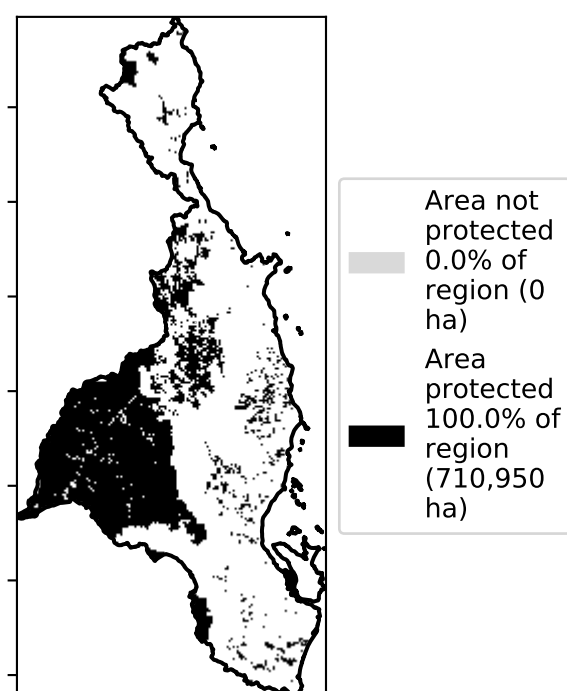 Area not
protected
0.0% of
region (0
ha)
Area
protected
100.0% of
region
(710,950
ha)